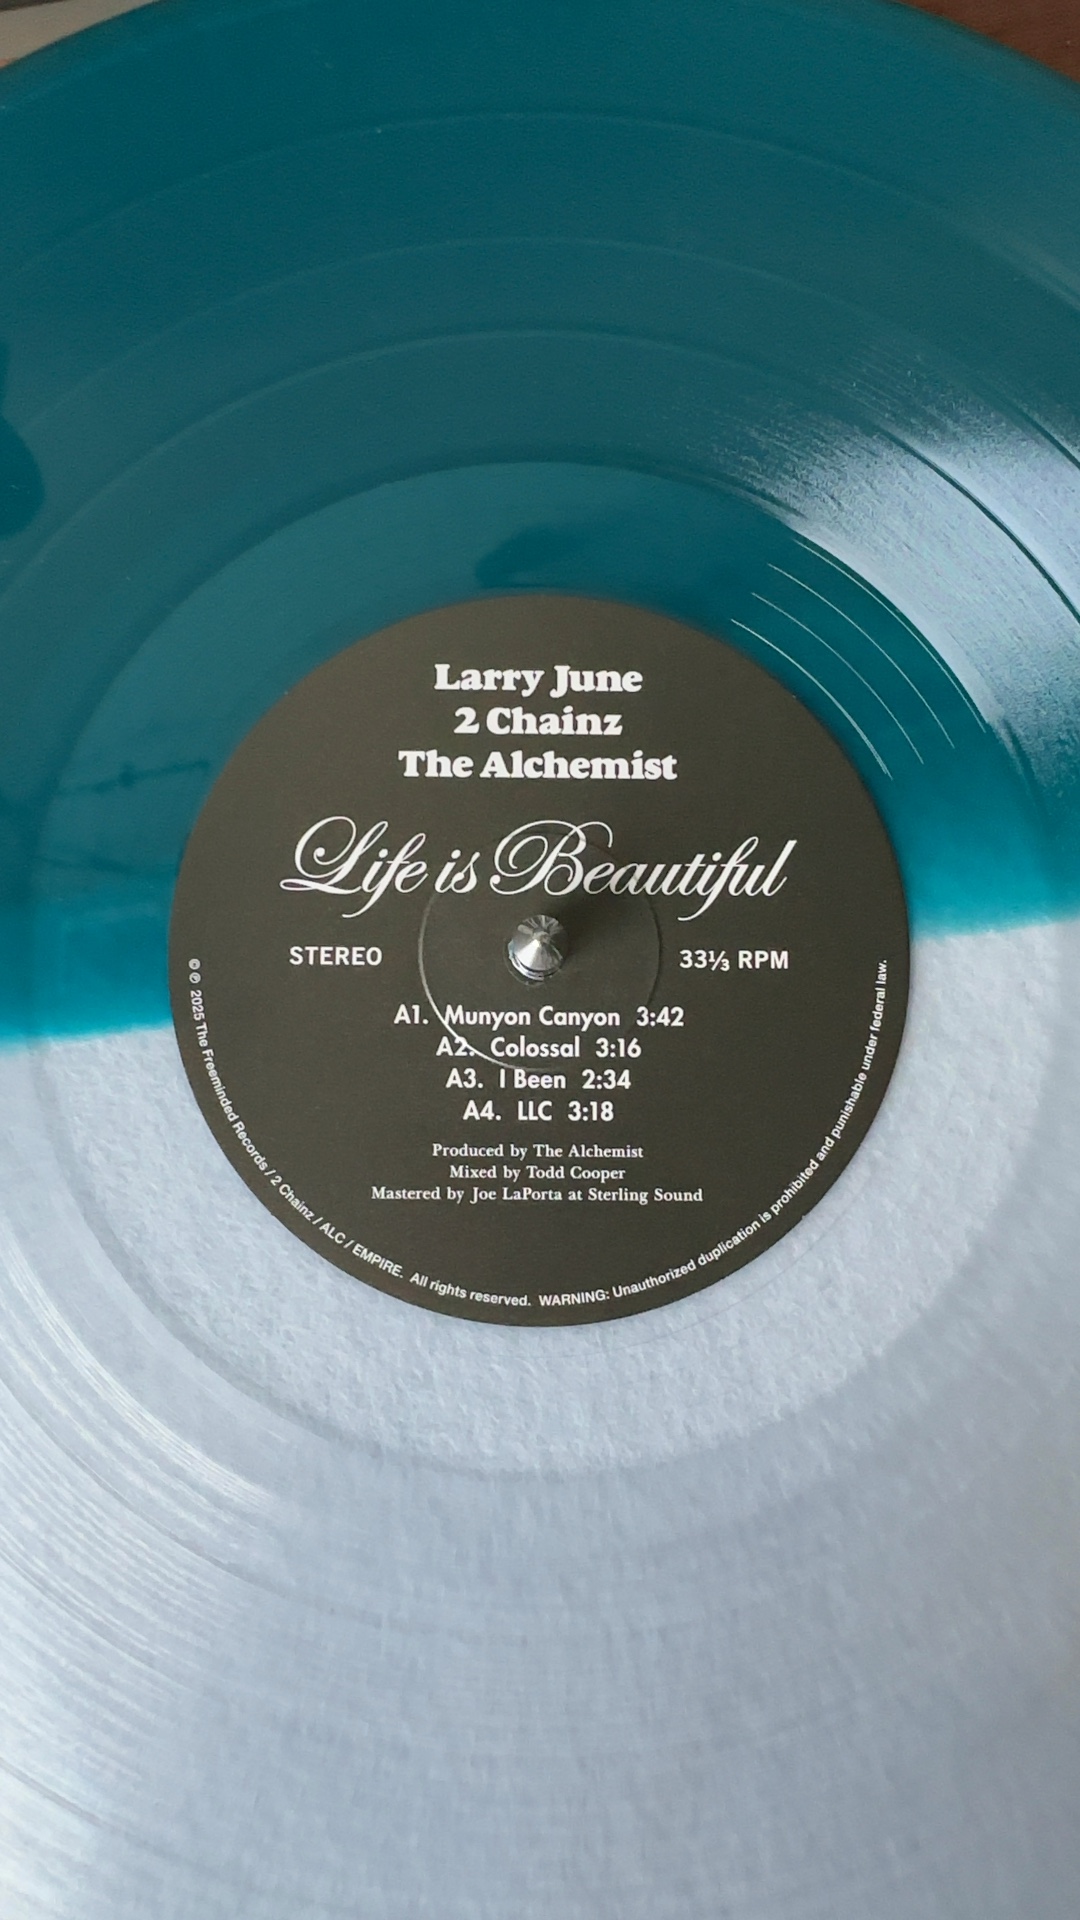 Larry June
2 Chainz
The Alchemist
Life is Beautiful
STEREO
33⅓ RPM
A1. Munyon Canyon 3:42
A2. Colossal 3:16
A3. I Been 2:34
A4. LLC 3:18
Produced by The Alchemist
Mixed by Todd Cooper
Mastered by Joe LaPorta at Sterling Sound
© ℗ 2025 The Freeminded Records / 2 Chainz / ALC / EMPIRE. All rights reserved. WARNING: Unauthorized duplication is prohibited and punishable under federal law.